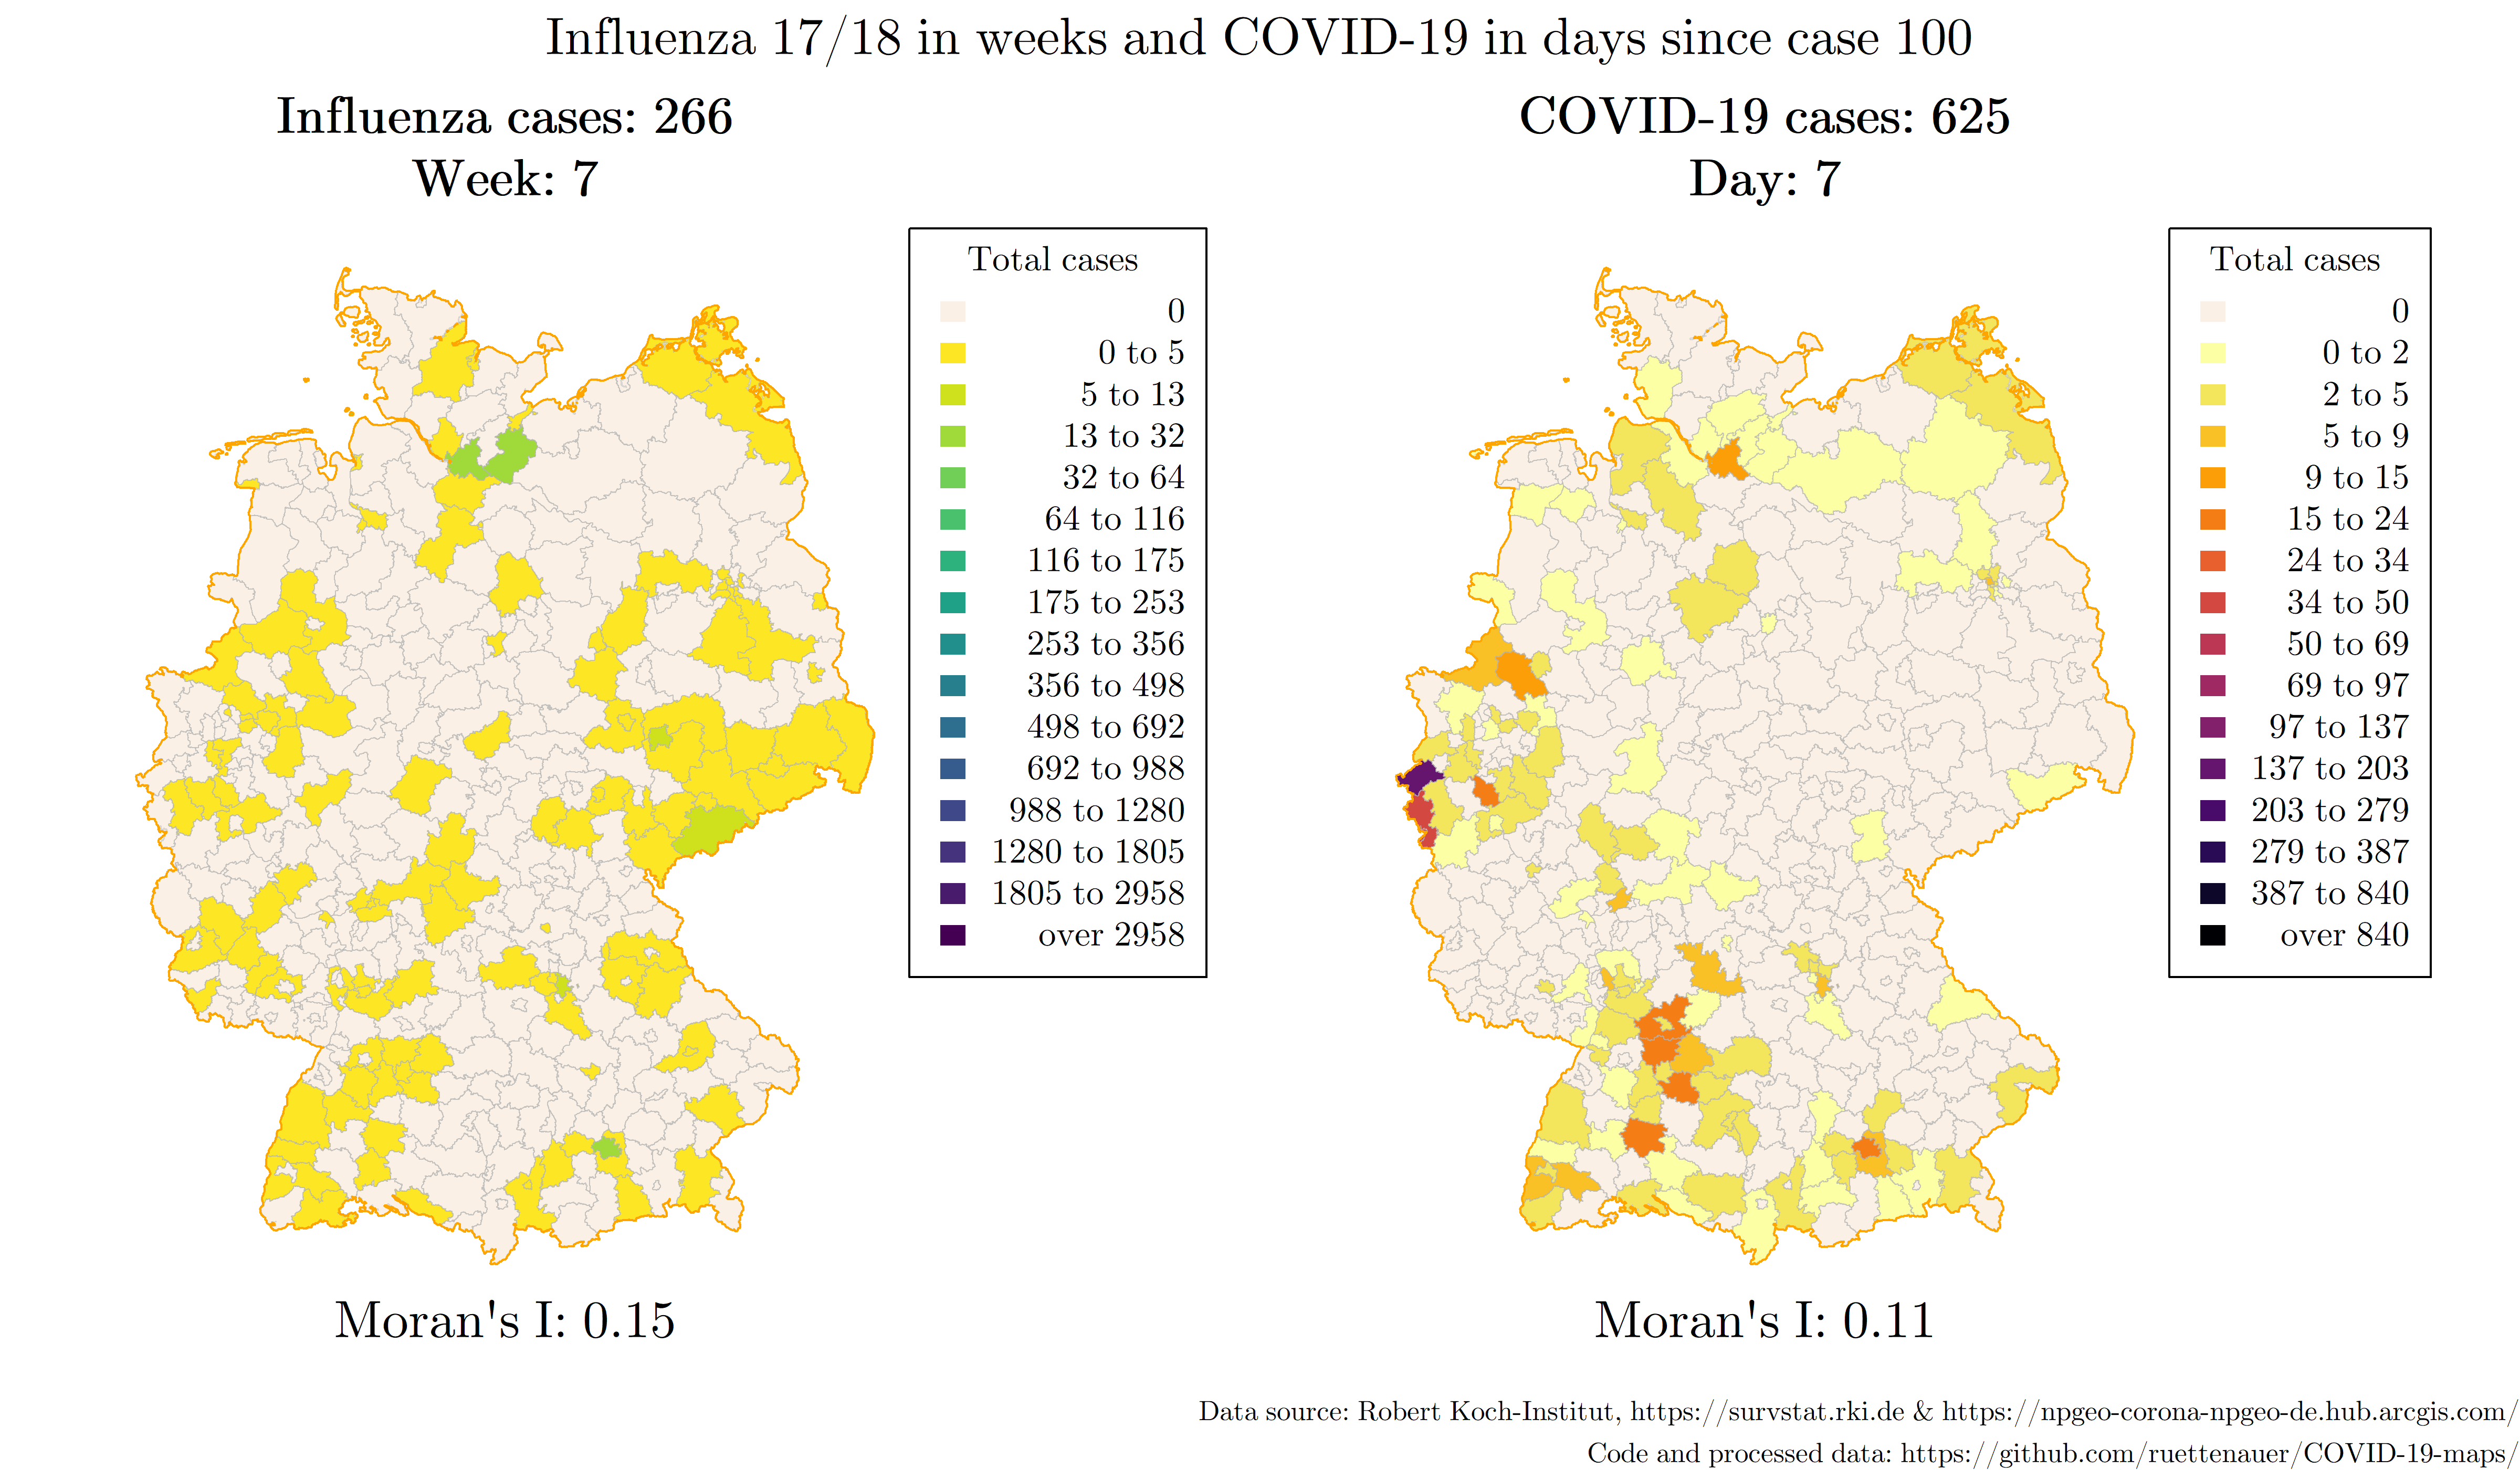 Influenza 17/18 in weeks and COVID-19 in days since case 100
Influenza cases: 266
Week: 7
Total cases
0
0 to 5
5 to 13
13 to 32
32 to 64
64 to 116
116 to 175
175 to 253
253 to 356
356 to 498
498 to 692
692 to 988
988 to 1280
1280 to 1805
1805 to 2958
over 2958
Moran's I: 0.15
COVID-19 cases: 625
Day: 7
Total cases
0
0 to 2
2 to 5
5 to 9
9 to 15
15 to 24
24 to 34
34 to 50
50 to 69
69 to 97
97 to 137
137 to 203
203 to 279
279 to 387
387 to 840
over 840
Moran's I: 0.11
Data source: Robert Koch-Institut, https://survstat.rki.de & https://npgeo-corona-npgeo-de.hub.arcgis.com/
Code and processed data: https://github.com/ruettenauer/COVID-19-maps/